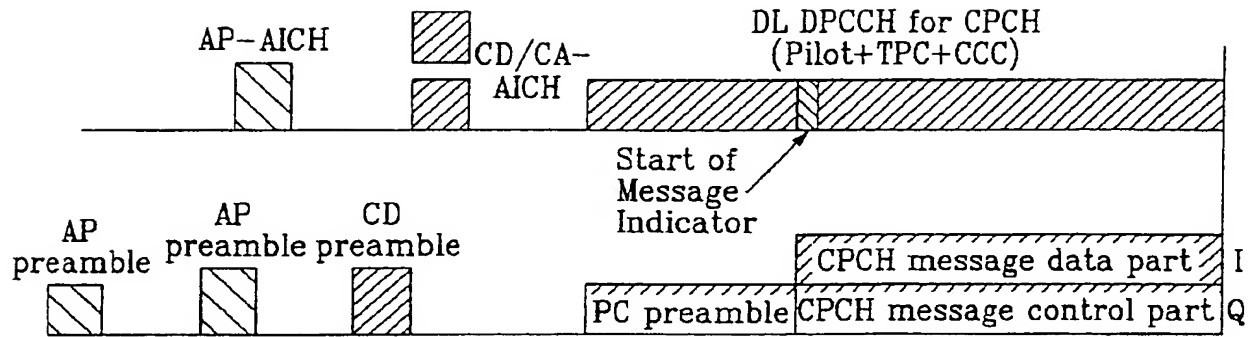 AP-AICH
CD/CA-
AICH
DL DPCCH for CPCH
(Pilot+TPC+CCC)
Start of
Message
Indicator
AP
preamble
AP
preamble
CD
preamble
CPCH message data part
I
PC preamble
CPCH message control part
Q